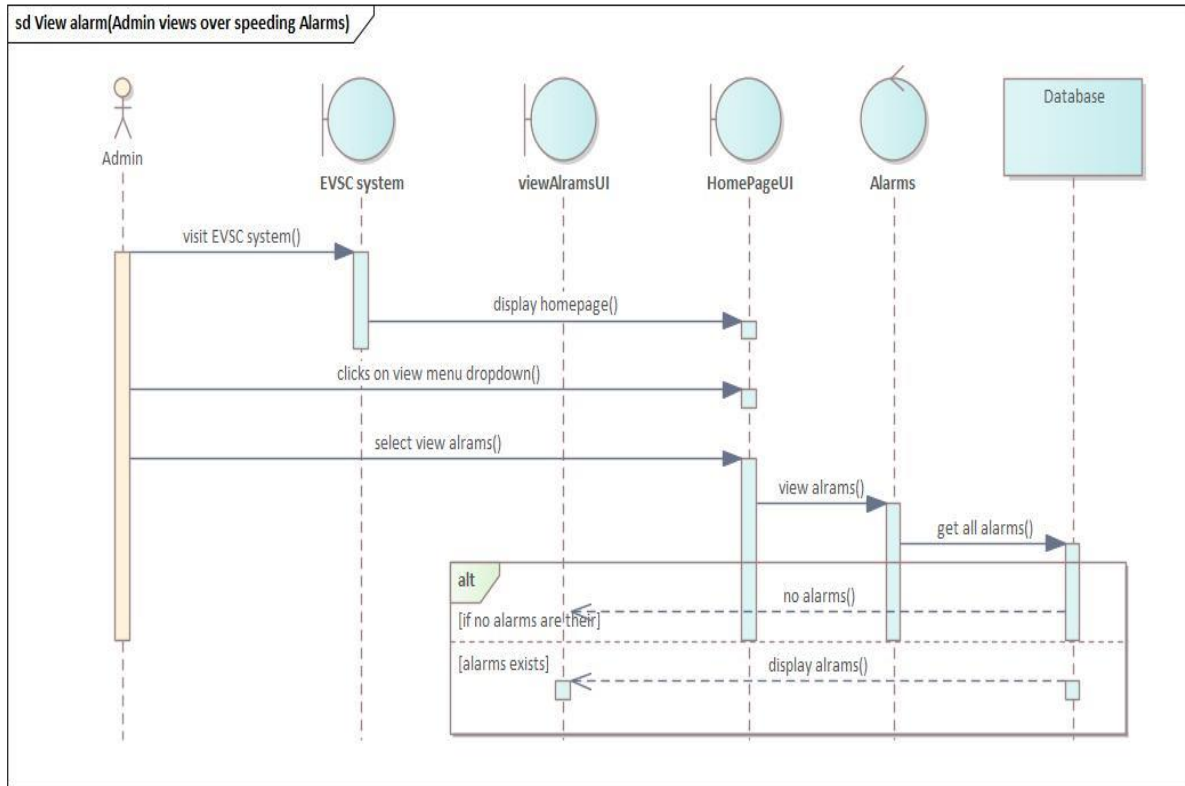 sd View alarm(Admin views over speeding Alarms)
Database
Admin
EVSC system
viewAlramsUI
HomePageUI
Alarms
visit EVSC system()
display homepage()
clicks on view menu dropdown()
select view alrams()
view alrams()
get all alarms()
alt
no alarms()
[if no alarms are their]
[alarms exists]
display alrams()